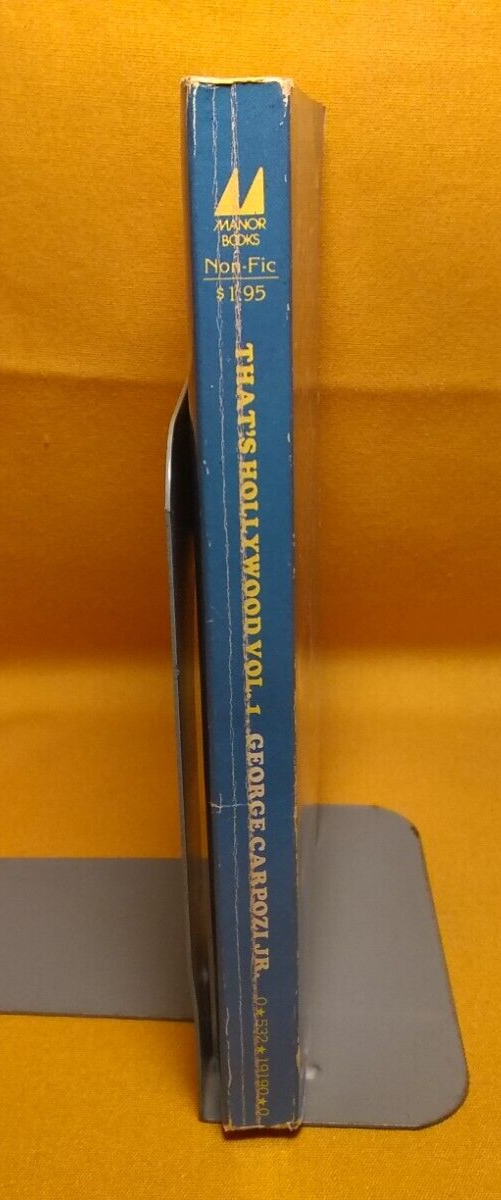 MANOR
BOOKS
Non-Fic
$1.95
THAT'S HOLLYWOOD VOL. 1 GEORGE CARPOZI JR. 0★532★19190★0